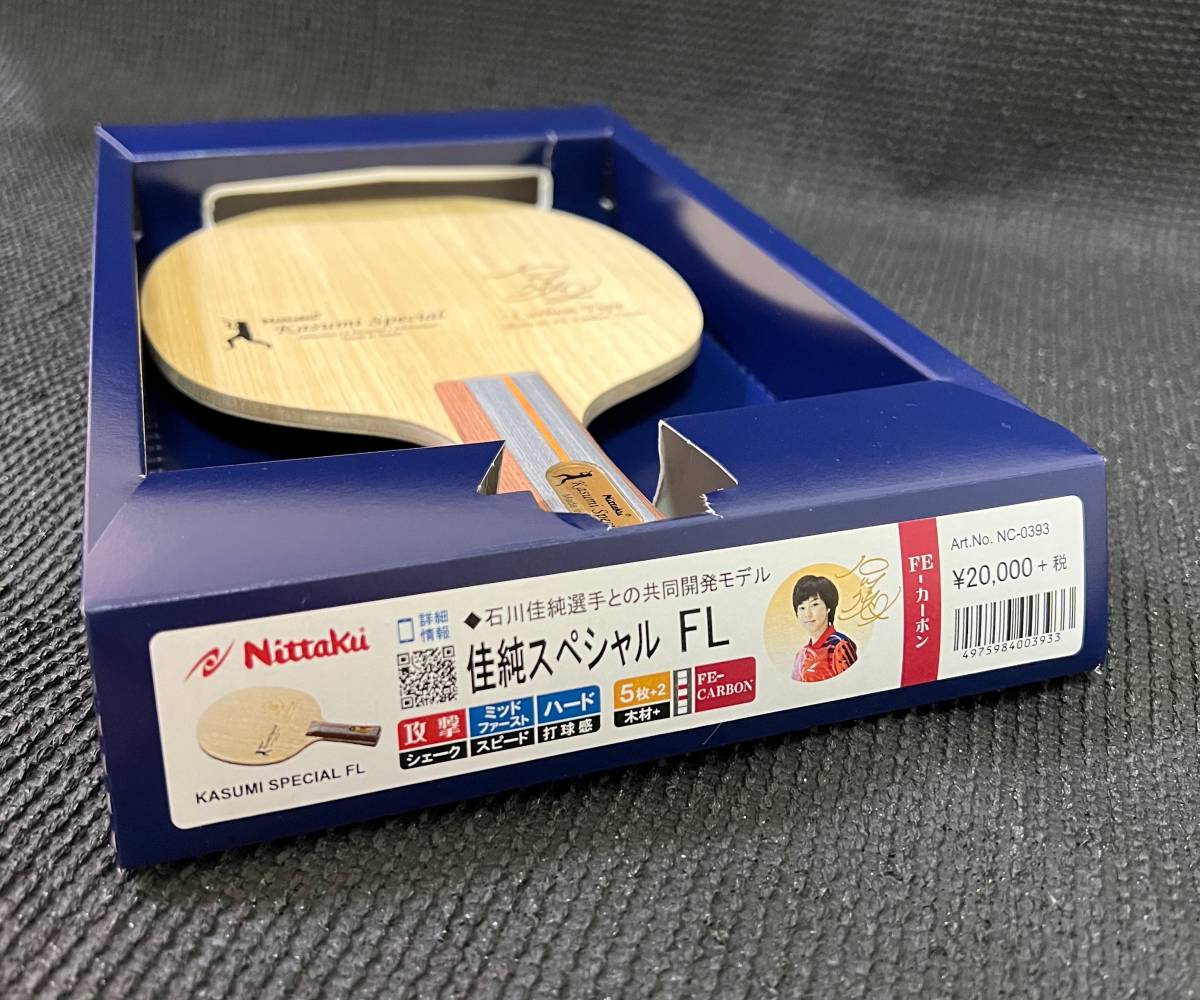 Nittaku
Kasumi Special
Kasumi Special
Nittaku
Made
Nittaku
詳細
情報
◆石川佳純選手との共同開発モデル
佳純スペシャル FL
攻撃
シェーク
ミッド
ファースト
スピード
ハード
打球感
5枚+2
木材+
FE-
CARBON
KASUMI SPECIAL FL
FE-カーボン
Art.No. NC-0393
¥20,000+税
4975984003933